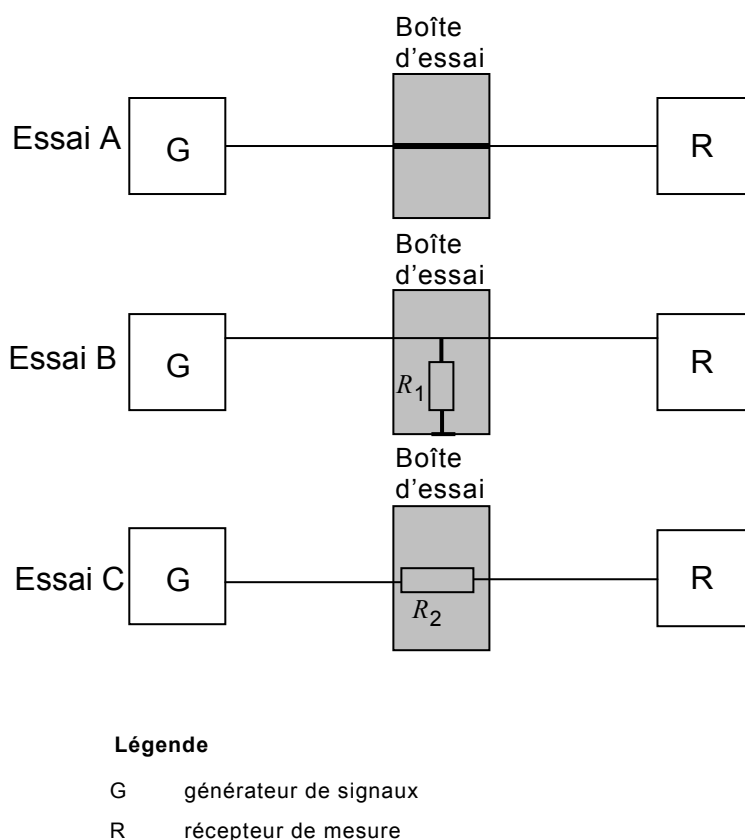 Boîte
d'essai
Essai A
G
R
Boîte
d'essai
Essai B
G
R1
R
Boîte
d'essai
Essai C
G
R2
R
Légende
G générateur de signaux
R récepteur de mesure